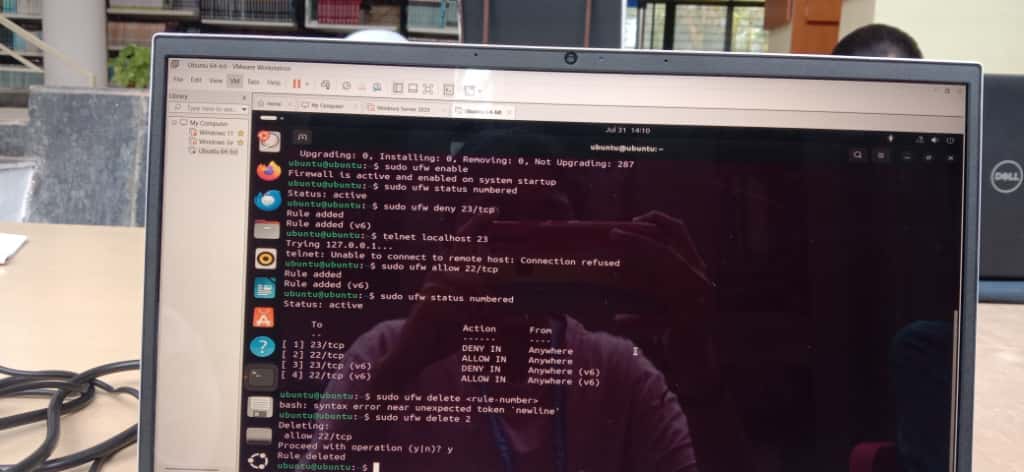 Ubuntu 64-bit - VMware Workstation
File Edit View VM Tabs Help
Library
Type here to sea...
My Computer
Windows 11
Windows Se
Ubuntu 64-bit
Home
My Computer
Windows Server 2024
Ubuntu 64-bit
Jul 31 14:10
ubuntu@ubuntu: ~
Upgrading: 0, Installing: 0, Removing: 0, Not Upgrading: 287
ubuntu@ubuntu:~$ sudo ufw enable
Firewall is active and enabled on system startup
ubuntu@ubuntu:~$ sudo ufw status numbered
Status: active
ubuntu@ubuntu:~$ sudo ufw deny 23/tcp
Rule added
Rule added (v6)
ubuntu@ubuntu:~$ telnet localhost 23
Trying 127.0.0.1...
telnet: Unable to connect to remote host: Connection refused
ubuntu@ubuntu:~$ sudo ufw allow 22/tcp
Rule added
Rule added (v6)
ubuntu@ubuntu:~$ sudo ufw status numbered
Status: active
To Action From
-- ------ ----
[ 1] 23/tcp DENY IN Anywhere
[ 2] 22/tcp ALLOW IN Anywhere
[ 3] 23/tcp (v6) DENY IN Anywhere (v6)
[ 4] 22/tcp (v6) ALLOW IN Anywhere (v6)
ubuntu@ubuntu:~$ sudo ufw delete <rule-number>
bash: syntax error near unexpected token `newline'
ubuntu@ubuntu:~$ sudo ufw delete 2
Deleting:
allow 22/tcp
Proceed with operation (y|n)? y
Rule deleted
ubuntu@ubuntu:~$
DELL